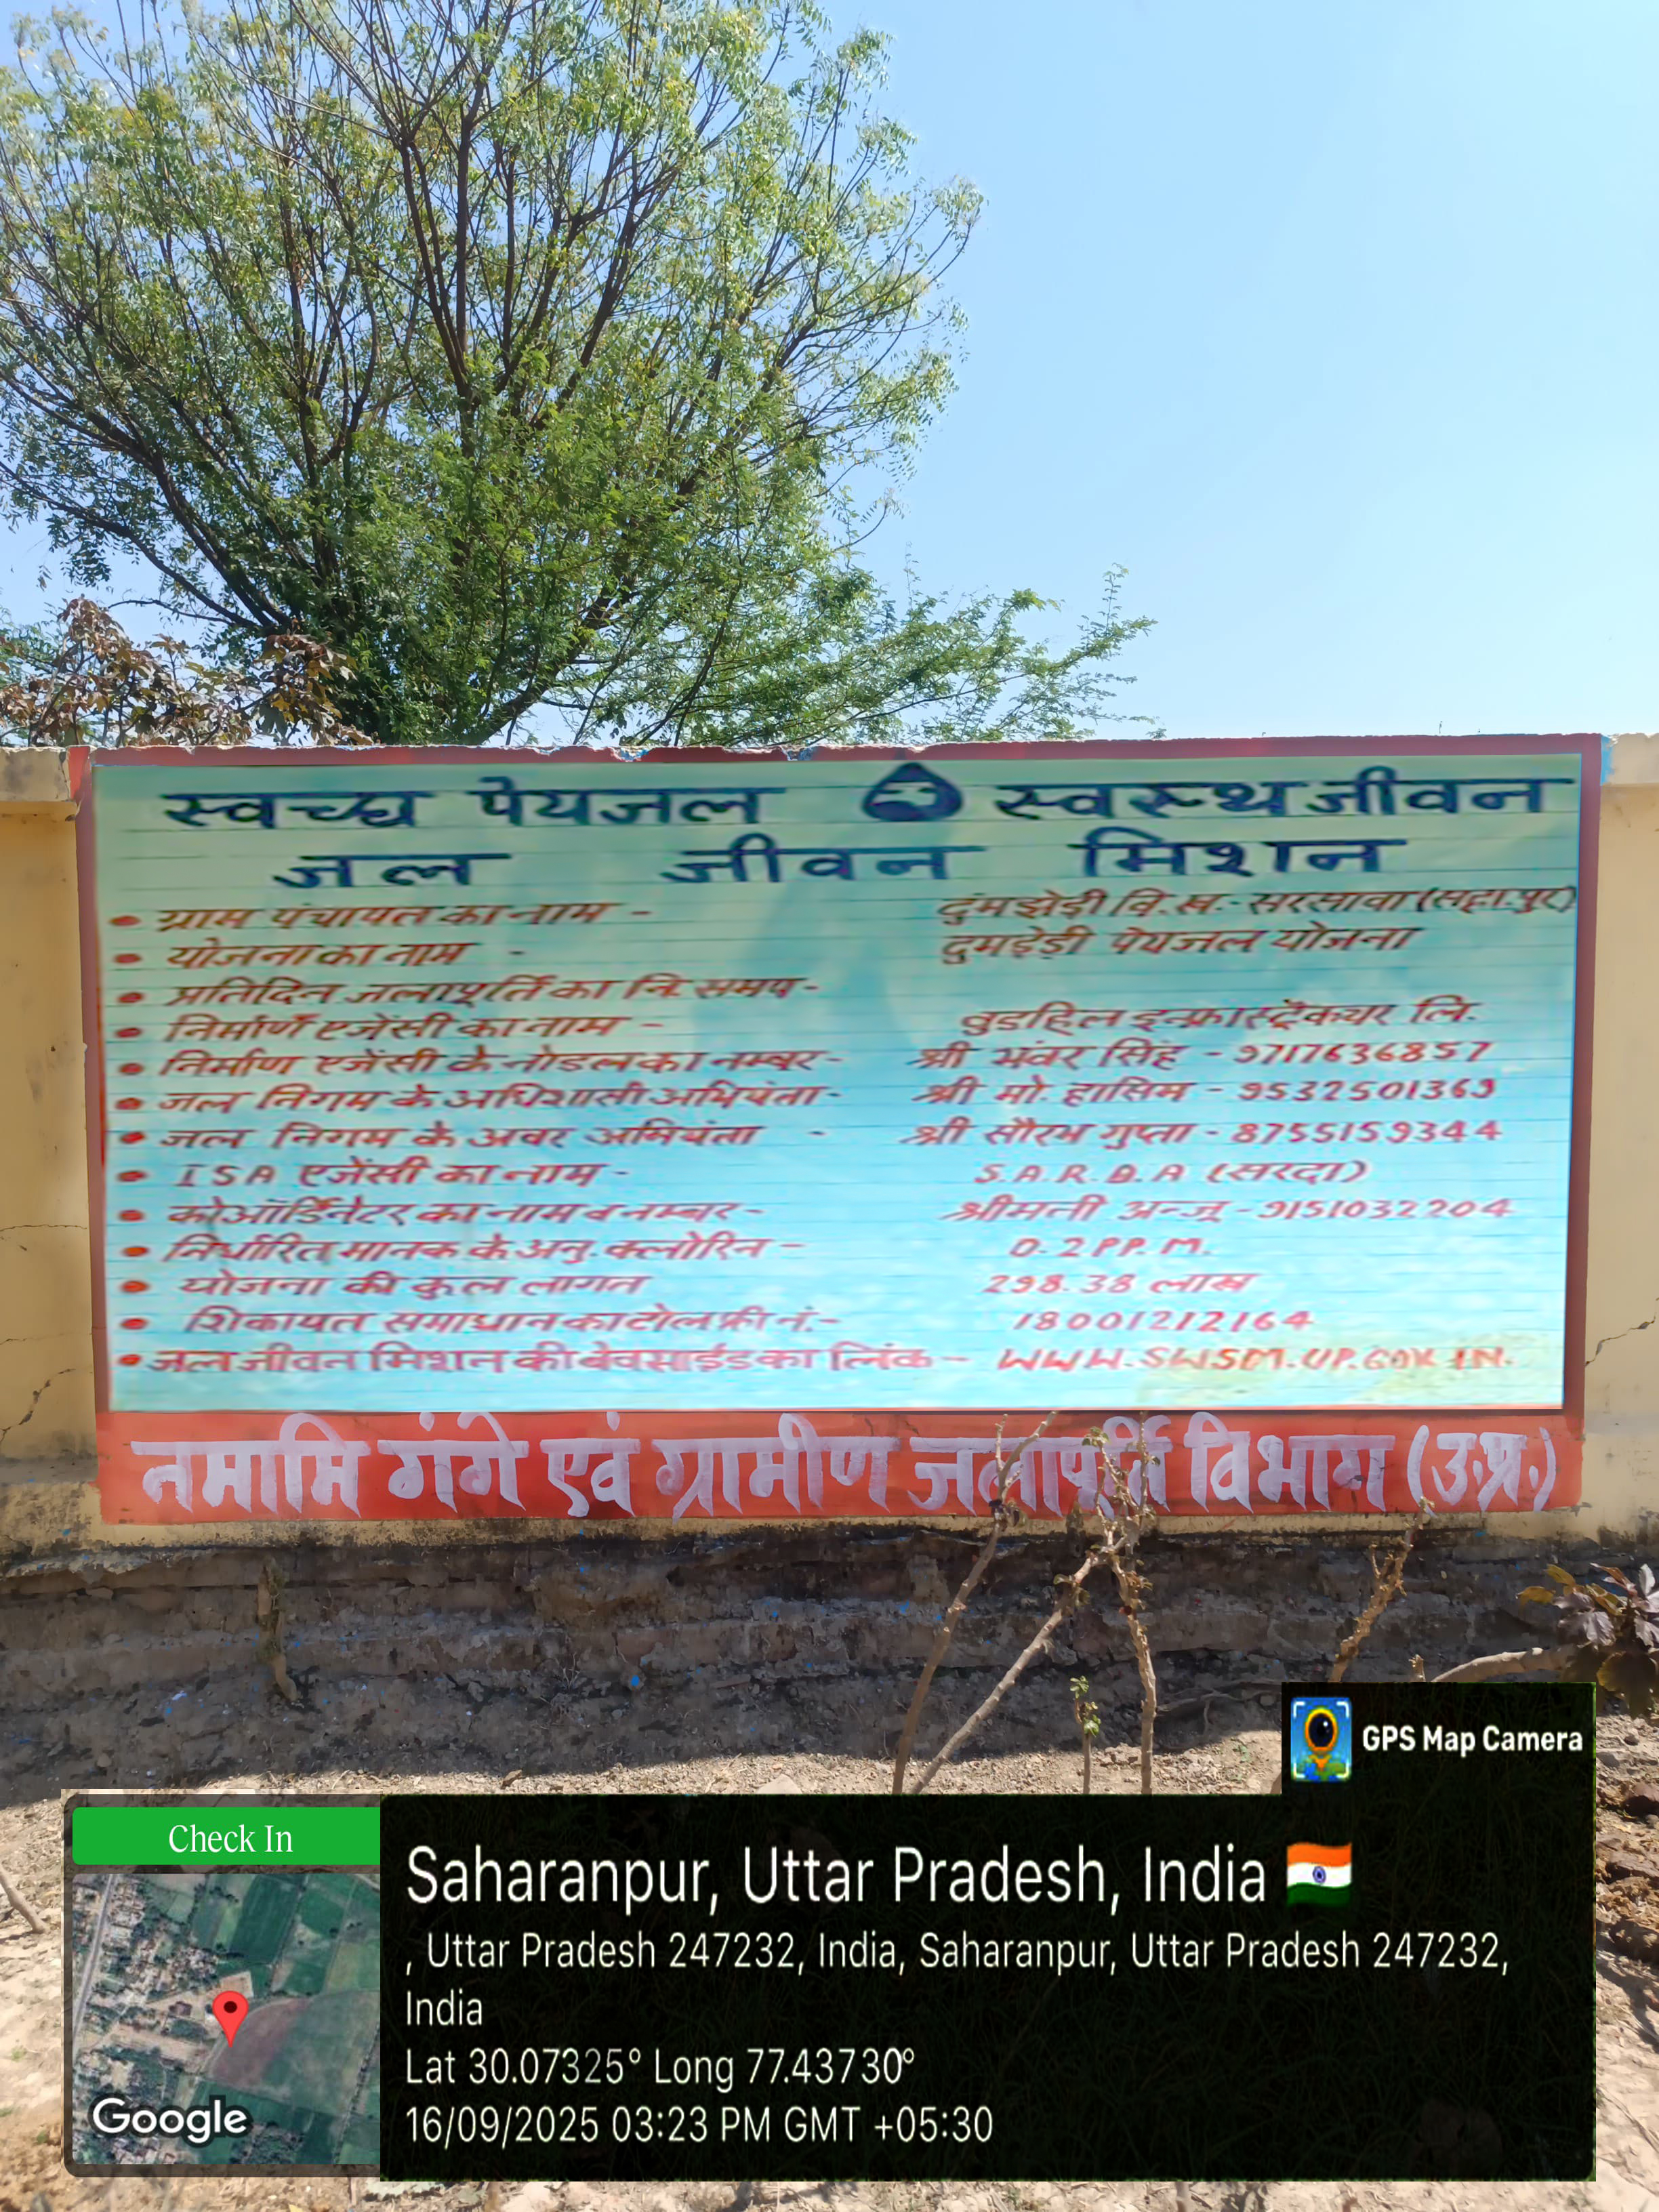 स्वच्छ पेयजल स्वस्थ जीवन
जल जीवन मिशन
• ग्राम पंचायत का नाम - दुमझेड़ी वि.ख.- सरसावा (सहा.पुर)
• योजना का नाम - दुमझेड़ी पेयजल योजना
• प्रतिदिन जलापूर्ति का नि. समय -
• निर्माण एजेंसी का नाम - वुडहिल इन्फ्रास्ट्रैक्चर लि.
• निर्माण एजेंसी के नोडल का नम्बर - श्री भंवर सिंह - 9717636857
• जल निगम के अधिशासी अभियंता - श्री मो. हासिम - 9532501363
• जल निगम के अवर अभियंता - श्री सौरभ गुप्ता - 8755159344
• ISA एजेंसी का नाम - S.A.R.D.A (सरदा)
• कोऑर्डिनेटर का नाम व नम्बर - श्रीमती अन्जू - 9151032204
• निर्धारित मानक के अनु. क्लोरिन - 0.2 PP.M.
• योजना की कुल लागत 298.38 लाख
• शिकायत समाधान का टोल फ्री नं.- 18001212164
• जल जीवन मिशन की बेवसाईड का लिंक - WWW.SWSM.UP.GOV.IN.
नमामि गंगे एवं ग्रामीण जलापूर्ति विभाग (उ.प्र.)
GPS Map Camera
Check In
Saharanpur, Uttar Pradesh, India
, Uttar Pradesh 247232, India, Saharanpur, Uttar Pradesh 247232,
India
Lat 30.07325° Long 77.43730°
16/09/2025 03:23 PM GMT +05:30
Google